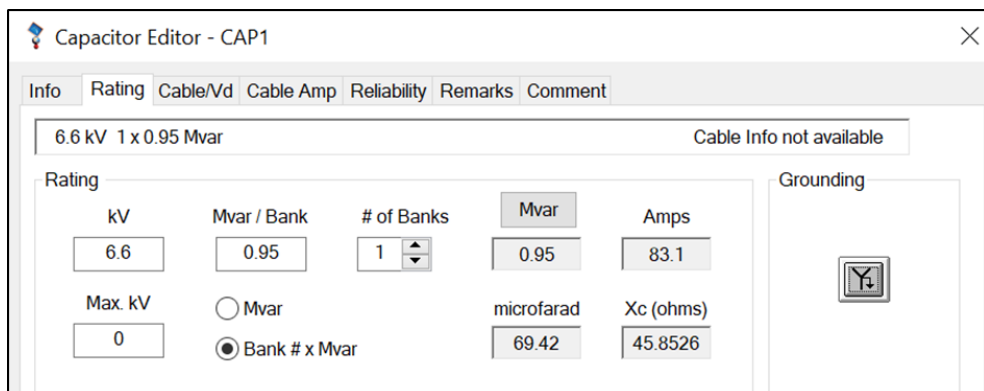 Capacitor Editor - CAP1
Info Rating Cable/Vd Cable Amp Reliability Remarks Comment
6.6 kV 1 x 0.95 Mvar Cable Info not available
Rating Grounding
kV Mvar / Bank # of Banks Mvar Amps
6.6 0.95 1 0.95 83.1
Max. kV Mvar microfarad Xc (ohms)
0 Bank # x Mvar 69.42 45.8526